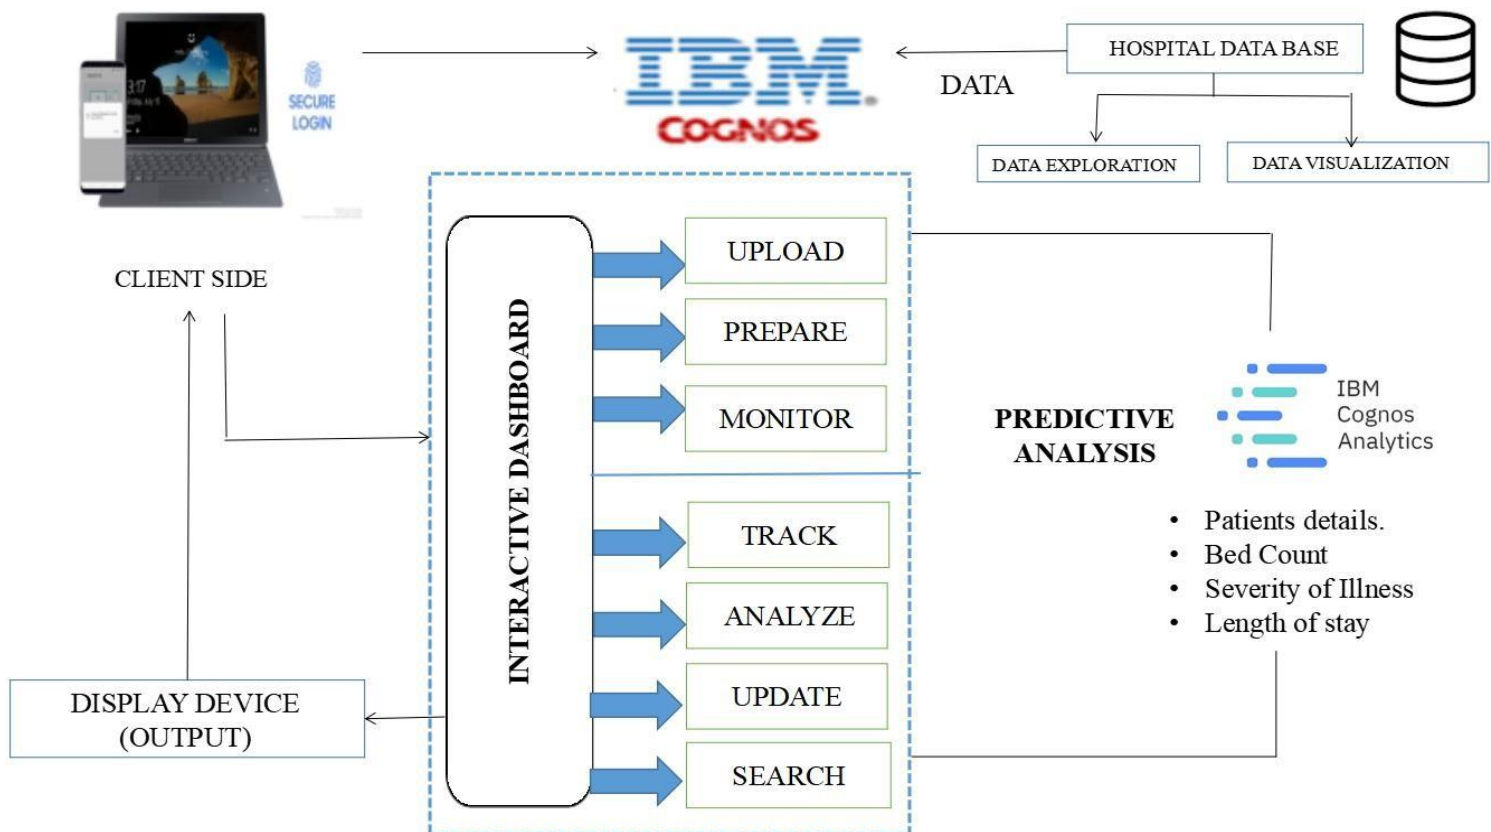 IBM
COGNOS
HOSPITAL DATA BASE
DATA
DATA EXPLORATION
DATA VISUALIZATION
3:17
SECURE
LOGIN
CLIENT SIDE
INTERACTIVE DASHBOARD
UPLOAD
PREPARE
MONITOR
TRACK
ANALYZE
UPDATE
SEARCH
PREDICTIVE
ANALYSIS
IBM
Cognos
Analytics
• Patients details.
• Bed Count
• Severity of Illness
• Length of stay
DISPLAY DEVICE
(OUTPUT)